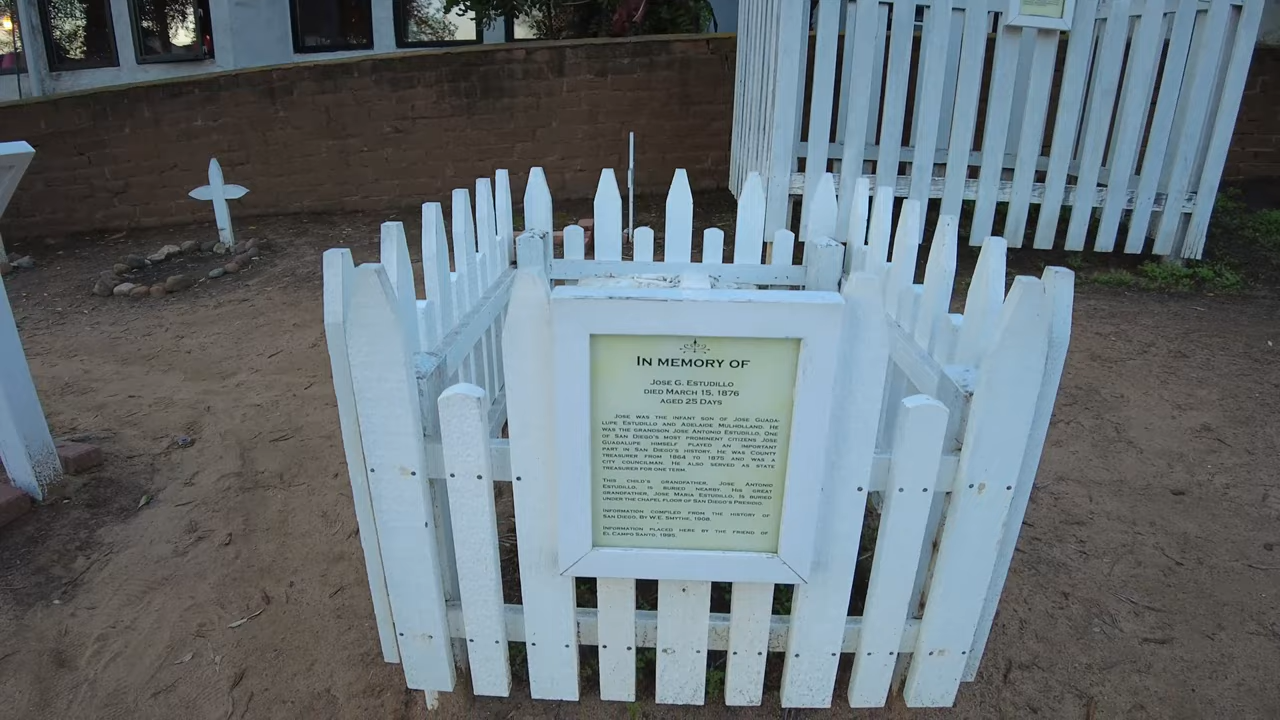 IN MEMORY OF
JOSE G. ESTUDILLO
DIED MARCH 15, 1876
AGED 25 DAYS
JOSE WAS THE INFANT SON OF JOSE GUADA-
LUPE ESTUDILLO AND ADELAIDE MULHOLLAND. HE
WAS THE GRANDSON JOSE ANTONIO ESTUDILLO, ONE
OF SAN DIEGO'S MOST PROMINENT CITIZENS JOSE
GUADALUPE HIMSELF PLAYED AN IMPORTANT
PART IN SAN DIEGO'S HISTORY. HE WAS COUNTY
TREASURER FROM 1864 TO 1875 AND WAS A
CITY COUNCILMAN. HE ALSO SERVED AS STATE
TREASURER FOR ONE TERM.
THIS CHILD'S GRANDFATHER, JOSE ANTONIO
ESTUDILLO, IS BURIED NEARBY. HIS GREAT
GRANDFATHER, JOSE MARIA ESTUDILLO, IS BURIED
UNDER THE CHAPEL FLOOR OF SAN DIEGO'S PRESIDIO.
INFORMATION COMPILED FROM THE HISTORY OF
SAN DIEGO, BY W.E. SMYTHE, 1908.
INFORMATION PLACED HERE BY THE FRIEND OF
EL CAMPO SANTO, 1995.